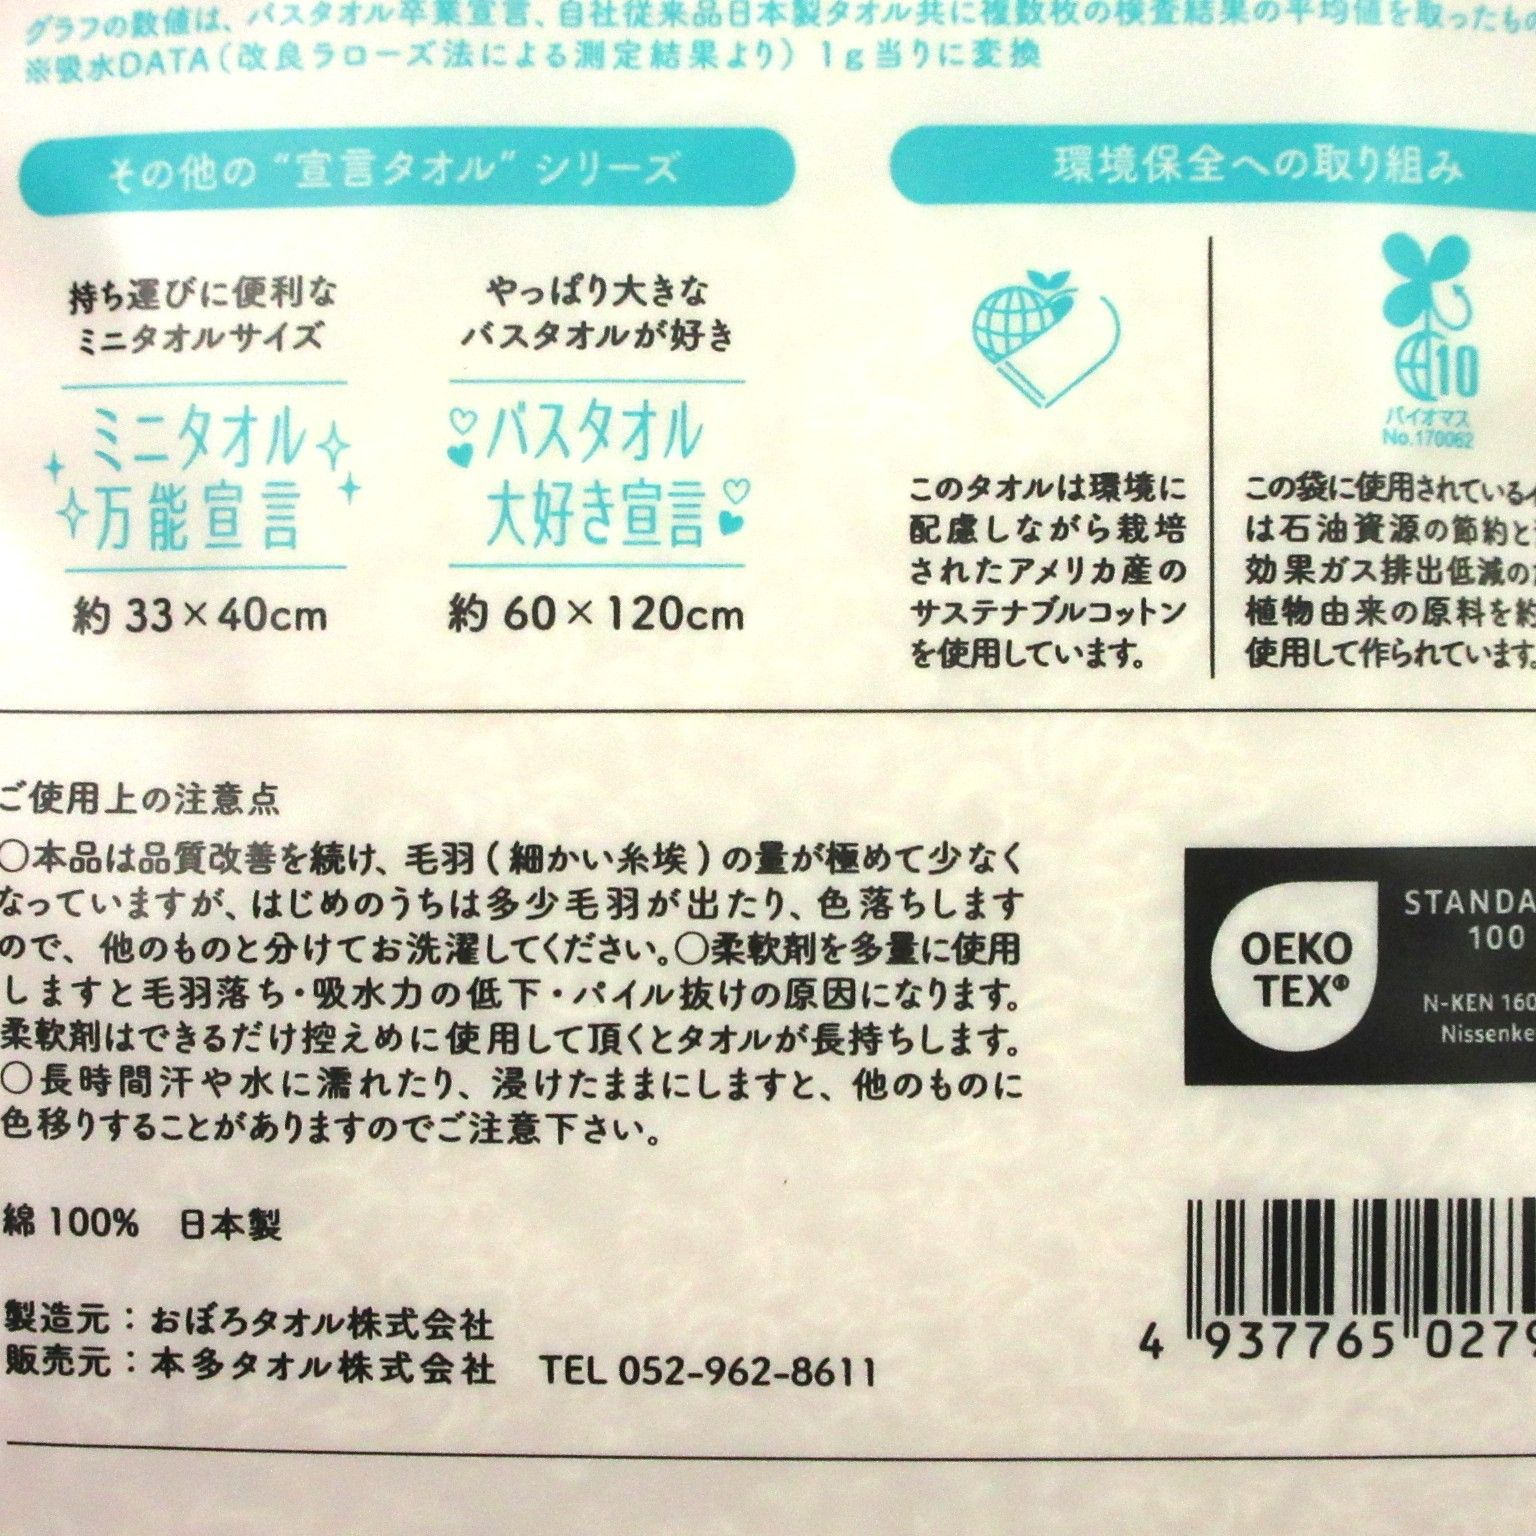 グラフの数値は、バスタオル卒業宣言、自社従来品日本製タオル共に複数枚の検査結果の平均値を取ったもの
※吸水DATA(改良ラローズ法による測定結果より) 1g当りに変換
その他の“宣言タオル”シリーズ
持ち運びに便利な
ミニタオルサイズ
ミニタオル
万能宣言
約 33×40cm
やっぱり大きな
バスタオルが好き
バスタオル
大好き宣言
約 60×120cm
環境保全への取り組み
このタオルは環境に
配慮しながら栽培
されたアメリカ産の
サステナブルコットン
を使用しています。
10
バイオマス
No.170062
この袋に使用されている
は石油資源の節約と
効果ガス排出低減の
植物由来の原料を約
使用して作られています。
ご使用上の注意点
○本品は品質改善を続け、毛羽(細かい糸埃)の量が極めて少なく
なっていますが、はじめのうちは多少毛羽が出たり、色落ちします
ので、他のものと分けてお洗濯してください。○柔軟剤を多量に使用
しますと毛羽落ち・吸水力の低下・パイル抜けの原因になります。
柔軟剤はできるだけ控えめに使用して頂くとタオルが長持ちします。
○長時間汗や水に濡れたり、浸けたままにしますと、他のものに
色移りすることがありますのでご注意下さい。
綿 100% 日本製
製造元：おぼろタオル株式会社
販売元：本多タオル株式会社 TEL 052-962-8611
OEKO
TEX®
STANDA
100
N-KEN 160
Nissenke
4 937765 0279